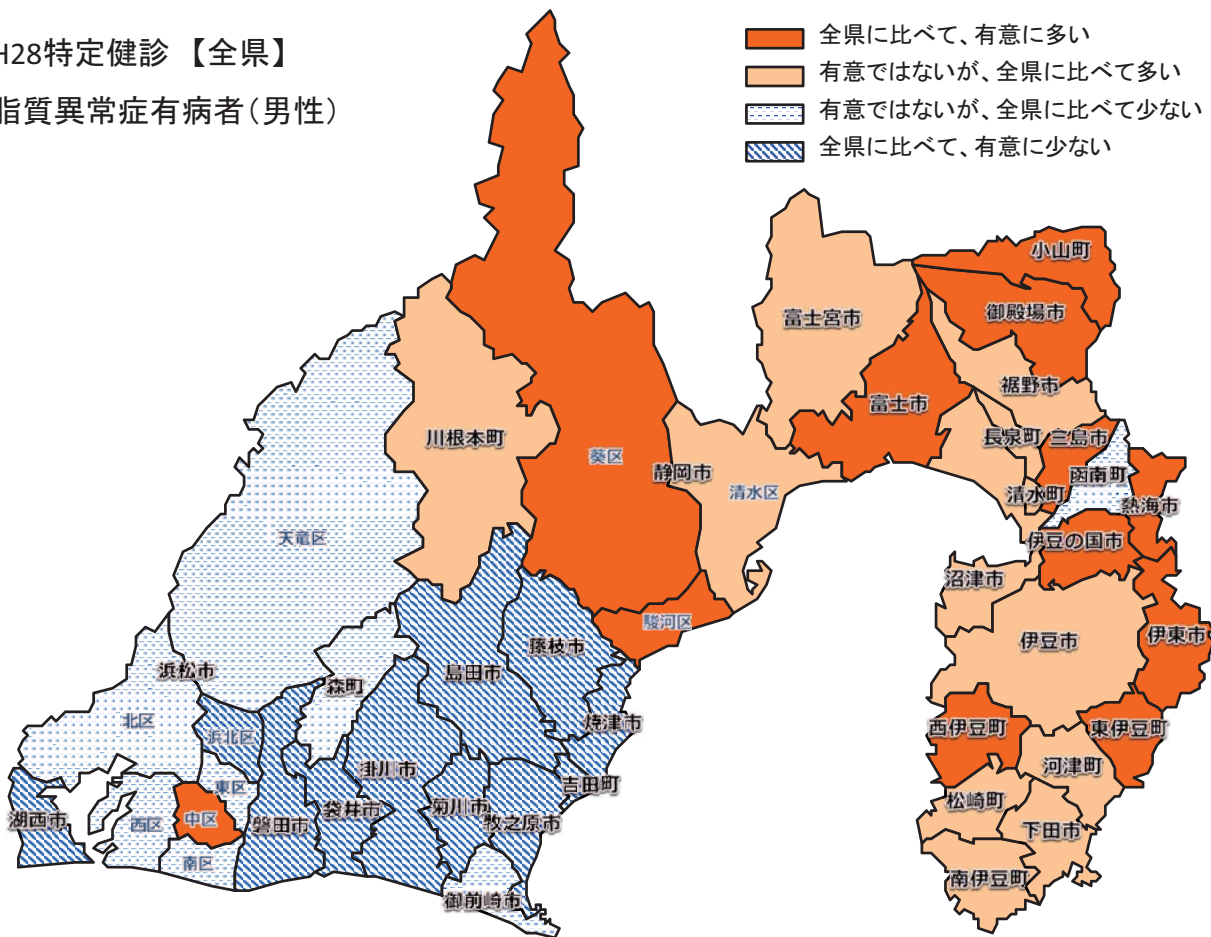 H28特定健診 【全県】
脂質異常症有病者(男性)
全県に比べて、有意に多い
有意ではないが、全県に比べて多い
有意ではないが、全県に比べて少ない
全県に比べて、有意に少ない
小山町
御殿場市
富士宮市
裾野市
富士市
長泉町
三島市
川根本町
葵区
静岡市
清水区
函南町
清水町
熱海市
天竜区
伊豆の国市
沼津市
駿河区
伊豆市
伊東市
藤枝市
島田市
浜松市
森町
北区
焼津市
浜北区
西伊豆町
東伊豆町
掛川市
河津町
東区
吉田町
松崎町
湖西市
西区
中区
磐田市
袋井市
菊川市
牧之原市
下田市
南区
南伊豆町
御前崎市